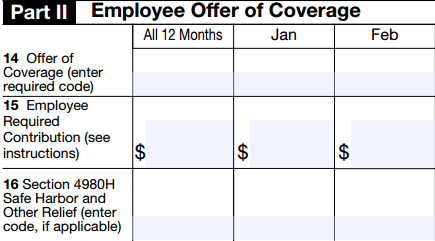 Part II Employee Offer of Coverage
All 12 Months Jan Feb
14 Offer of
Coverage (enter
required code)
15 Employee
Required
Contribution (see
instructions) $ $ $
16 Section 4980H
Safe Harbor and
Other Relief (enter
code, if applicable)